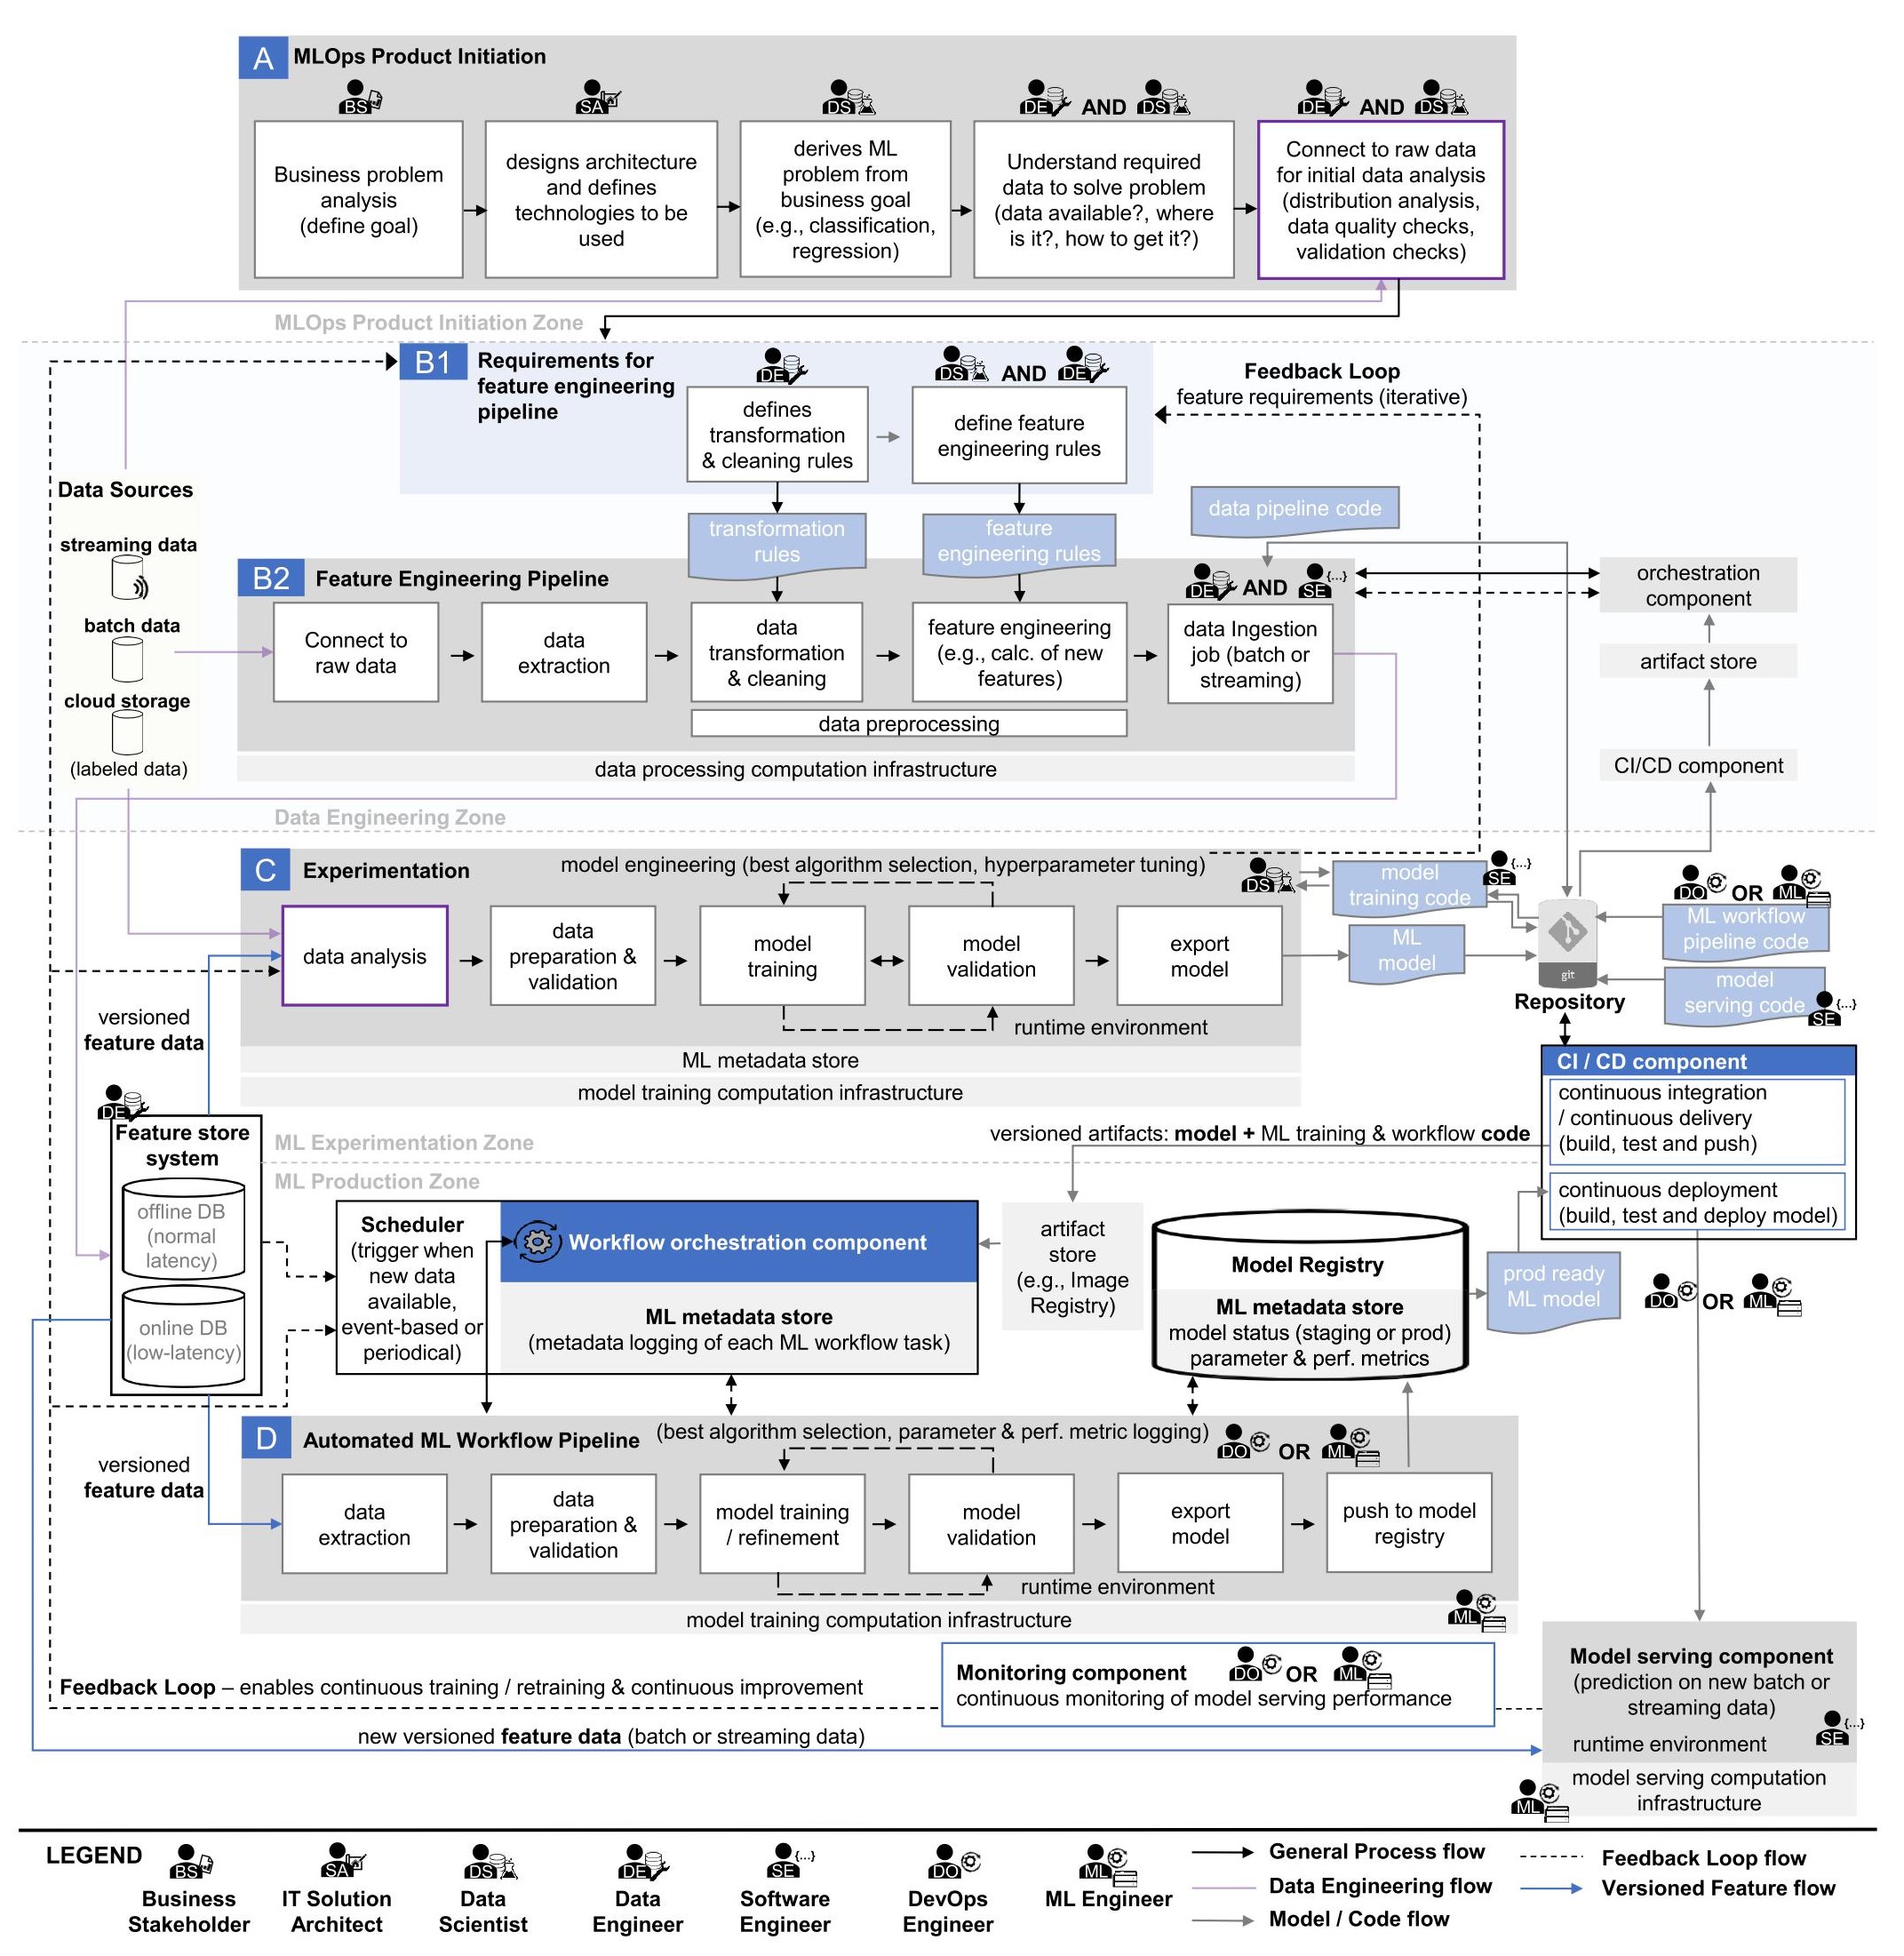 A MLOps Product Initiation
BS
SA
DS
DE AND DS
DE AND DS
Business problem
analysis
(define goal)
designs architecture
and defines
technologies to be
used
derives ML
problem from
business goal
(e.g., classification,
regression)
Understand required
data to solve problem
(data available?, where
is it?, how to get it?)
Connect to raw data
for initial data analysis
(distribution analysis,
data quality checks,
validation checks)
MLOps Product Initiation Zone
B1 Requirements for
feature engineering
pipeline
DE
DS AND DE
defines
transformation
& cleaning rules
define feature
engineering rules
Feedback Loop
feature requirements (iterative)
Data Sources
streaming data
batch data
cloud storage
(labeled data)
transformation
rules
feature
engineering rules
data pipeline code
B2 Feature Engineering Pipeline
DE AND SE {...}
Connect to
raw data
data
extraction
data
transformation
& cleaning
feature engineering
(e.g., calc. of new
features)
data Ingestion
job (batch or
streaming)
data preprocessing
data processing computation infrastructure
orchestration
component
artifact store
CI/CD component
Data Engineering Zone
C Experimentation
model engineering (best algorithm selection, hyperparameter tuning)
DS
data analysis
data
preparation &
validation
model
training
model
validation
export
model
runtime environment
ML metadata store
model training computation infrastructure
model
training code
SE {...}
ML
model
git
Repository
DO OR ML
ML workflow
pipeline code
model
serving code
SE {...}
versioned
feature data
CI / CD component
continuous integration
/ continuous delivery
(build, test and push)
continuous deployment
(build, test and deploy model)
versioned artifacts: model + ML training & workflow code
ML Experimentation Zone
ML Production Zone
DE
Feature store
system
offline DB
(normal
latency)
online DB
(low-latency)
Scheduler
(trigger when
new data
available,
event-based or
periodical)
Workflow orchestration component
ML metadata store
(metadata logging of each ML workflow task)
artifact
store
(e.g., Image
Registry)
Model Registry
ML metadata store
model status (staging or prod)
parameter & perf. metrics
prod ready
ML model
DO OR ML
D Automated ML Workflow Pipeline
(best algorithm selection, parameter & perf. metric logging)
DO OR ML
versioned
feature data
data
extraction
data
preparation &
validation
model training
/ refinement
model
validation
export
model
push to model
registry
runtime environment
model training computation infrastructure
ML
Monitoring component
DO OR ML
continuous monitoring of model serving performance
Feedback Loop – enables continuous training / retraining & continuous improvement
new versioned feature data (batch or streaming data)
Model serving component
(prediction on new batch or
streaming data)
SE {...}
runtime environment
ML
model serving computation
infrastructure
LEGEND
BS
Business
Stakeholder
SA
IT Solution
Architect
DS
Data
Scientist
DE
Data
Engineer
SE {...}
Software
Engineer
DO
DevOps
Engineer
ML
ML Engineer
General Process flow
Data Engineering flow
Model / Code flow
Feedback Loop flow
Versioned Feature flow